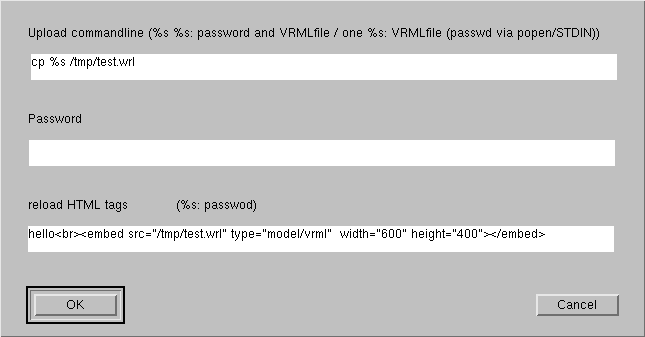 Upload commandline (%s %s: password and VRMLfile / one %s: VRMLfile (passwd via popen/STDIN))
cp %s /tmp/test.wrl
Password
reload HTML tags (%s: passwod)
hello<br><embed src="/tmp/test.wrl" type="model/vrml"  width="600" height="400"></embed>
OK Cancel